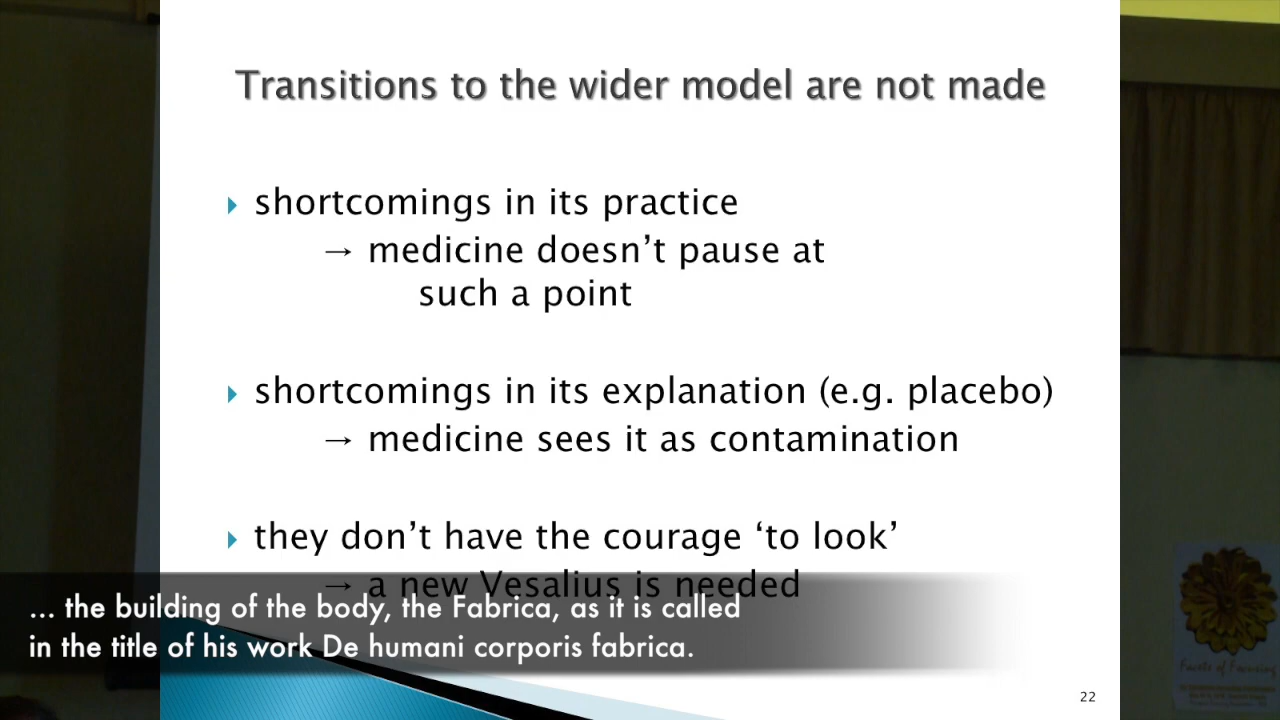 Transitions to the wider model are not made
shortcomings in its practice
→ medicine doesn’t pause at
such a point
shortcomings in its explanation (e.g. placebo)
→ medicine sees it as contamination
they don’t have the courage ‘to look’
→ a new Vesalius is needed
... the building of the body, the Fabrica, as it is called
in the title of his work De humani corporis fabrica.
22
Facets of Focusing